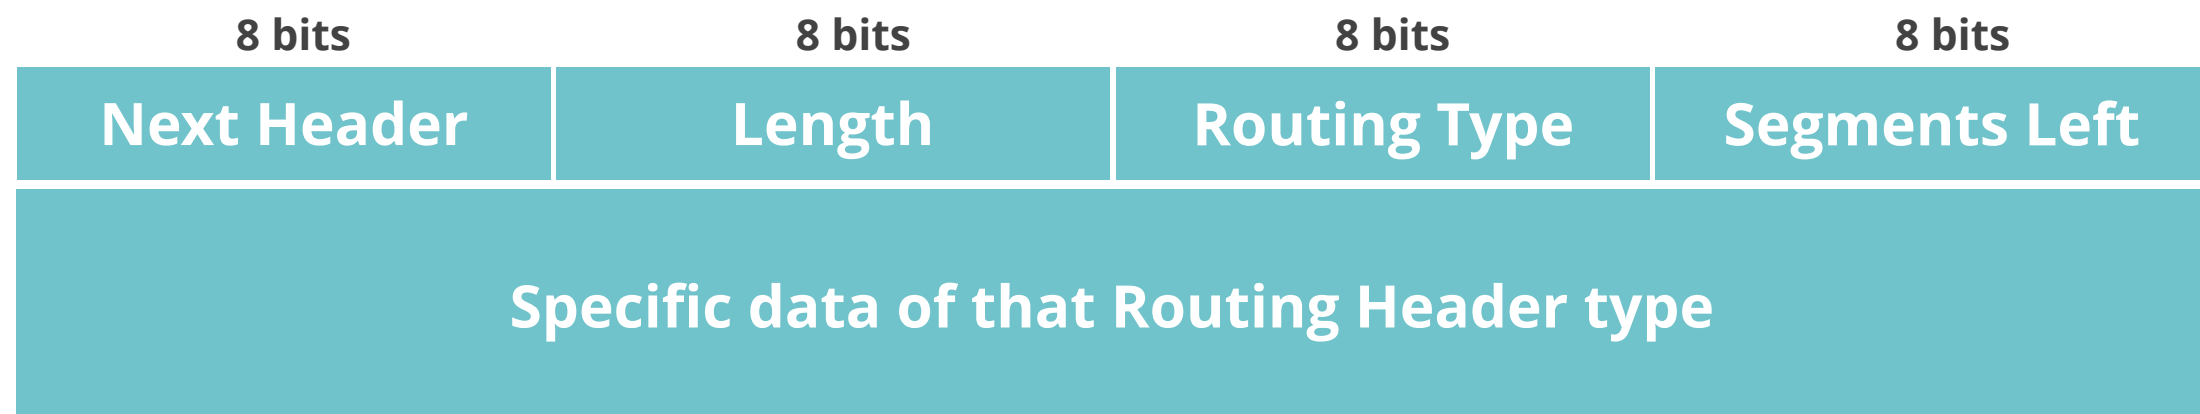 8 bits 8 bits 8 bits 8 bits
Next Header Length Routing Type Segments Left
Specific data of that Routing Header type